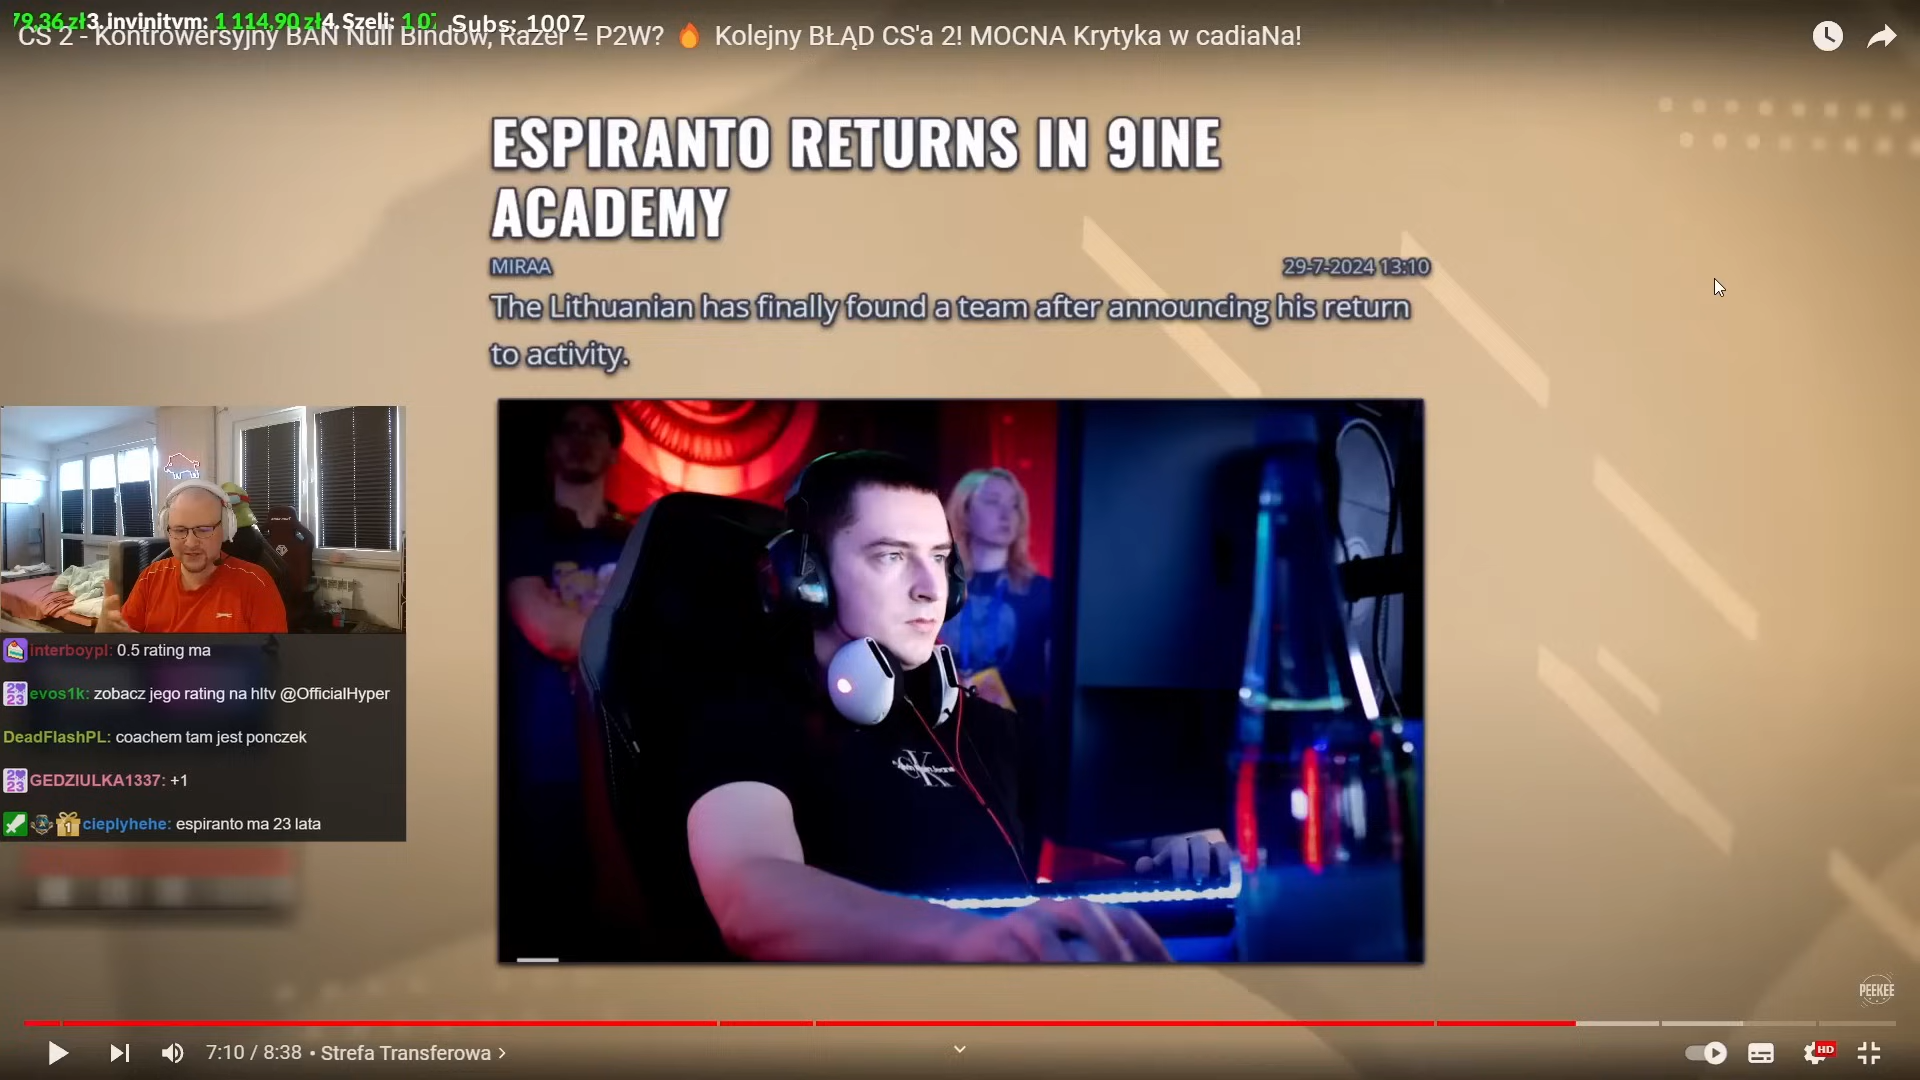 79,36 zł3. invinitvm: 1 114,90 zł4. Szeli: 1 07
Subs: 1007
CS 2 - Kontrowersyjny BAN Null Bindów, Razer = P2W? 🔥 Kolejny BŁĄD CS'a 2! MOCNA Krytyka w cadiaNa!
ESPIRANTO RETURNS IN 9INE
ACADEMY
MIRAA 29-7-2024 13:10
The Lithuanian has finally found a team after announcing his return
to activity.
interboypl: 0.5 rating ma
evos1k: zobacz jego rating na hltv @OfficialHyper
DeadFlashPL: coachem tam jest ponczek
GEDZIULKA1337: +1
cieplyhehe: espiranto ma 23 lata
PEEKEE
7:10 / 8:38 • Strefa Transferowa >
HD